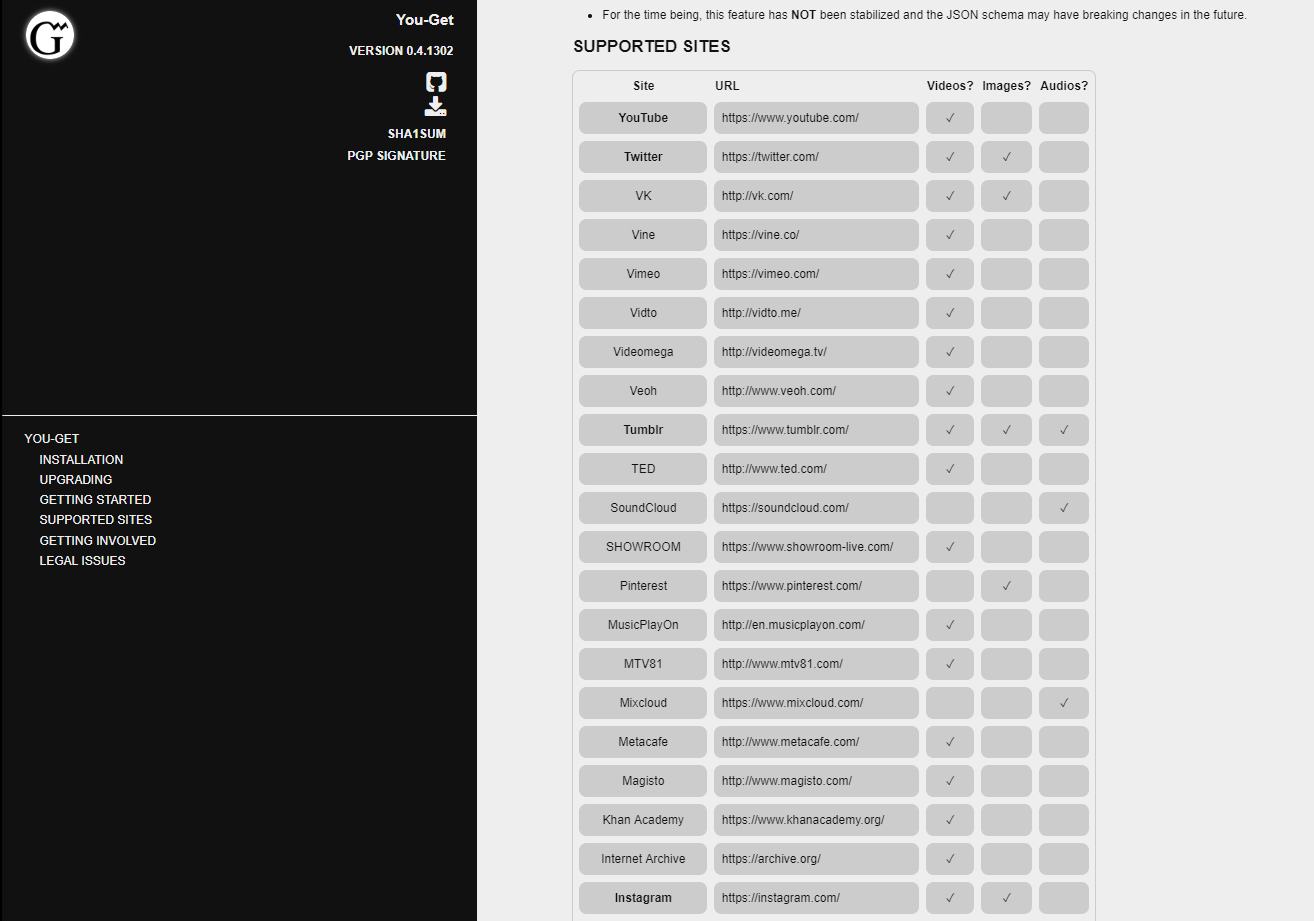 G
You-Get
VERSION 0.4.1302
SHA1SUM
PGP SIGNATURE
YOU-GET
INSTALLATION
UPGRADING
GETTING STARTED
SUPPORTED SITES
GETTING INVOLVED
LEGAL ISSUES
• For the time being, this feature has NOT been stabilized and the JSON schema may have breaking changes in the future.
SUPPORTED SITES
Site URL Videos? Images? Audios?
YouTube https://www.youtube.com/ ✓
Twitter https://twitter.com/ ✓ ✓
VK http://vk.com/ ✓ ✓
Vine https://vine.co/ ✓
Vimeo https://vimeo.com/ ✓
Vidto http://vidto.me/ ✓
Videomega http://videomega.tv/ ✓
Veoh http://www.veoh.com/ ✓
Tumblr https://www.tumblr.com/ ✓ ✓ ✓
TED http://www.ted.com/ ✓
SoundCloud https://soundcloud.com/ ✓
SHOWROOM https://www.showroom-live.com/ ✓
Pinterest https://www.pinterest.com/ ✓
MusicPlayOn http://en.musicplayon.com/ ✓
MTV81 http://www.mtv81.com/ ✓
Mixcloud https://www.mixcloud.com/ ✓
Metacafe http://www.metacafe.com/ ✓
Magisto http://www.magisto.com/ ✓
Khan Academy https://www.khanacademy.org/ ✓
Internet Archive https://archive.org/ ✓
Instagram https://instagram.com/ ✓ ✓